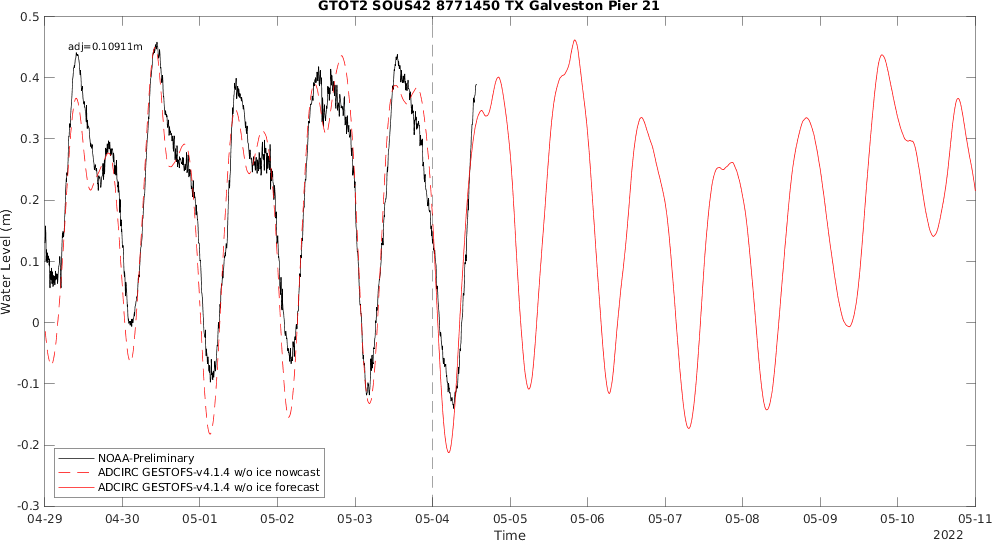 GTOT2 SOUS42 8771450 TX Galveston Pier 21
adj=0.10911m
0.5
0.4
0.3
0.2
0.1
0
-0.1
-0.2
-0.3
Water Level (m)
NOAA-Preliminary
ADCIRC GESTOFS-v4.1.4 w/o ice nowcast
ADCIRC GESTOFS-v4.1.4 w/o ice forecast
04-29 04-30 05-01 05-02 05-03 05-04 05-05 05-06 05-07 05-08 05-09 05-10 05-11
Time
2022